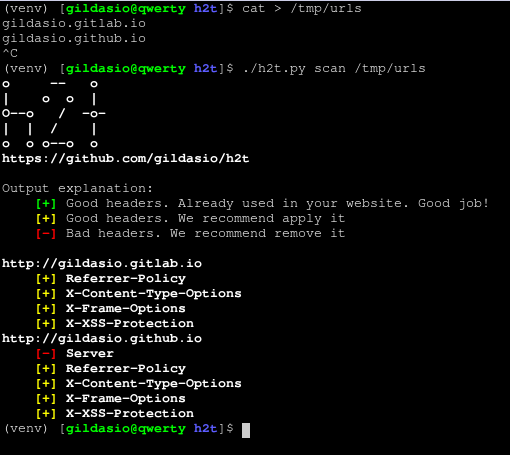 (venv) [gildasio@qwerty h2t]$ cat > /tmp/urls
gildasio.gitlab.io
gildasio.github.io
^C
(venv) [gildasio@qwerty h2t]$ ./h2t.py scan /tmp/urls
o     --   o
|    o  o  |
O--o   /  -o-
|  |  /    |
o  o o--o  o
https://github.com/gildasio/h2t

Output explanation:
    [+] Good headers. Already used in your website. Good job!
    [+] Good headers. We recommend apply it
    [-] Bad headers. We recommend remove it

http://gildasio.gitlab.io
    [+] Referrer-Policy
    [+] X-Content-Type-Options
    [+] X-Frame-Options
    [+] X-XSS-Protection
http://gildasio.github.io
    [-] Server
    [+] Referrer-Policy
    [+] X-Content-Type-Options
    [+] X-Frame-Options
    [+] X-XSS-Protection
(venv) [gildasio@qwerty h2t]$